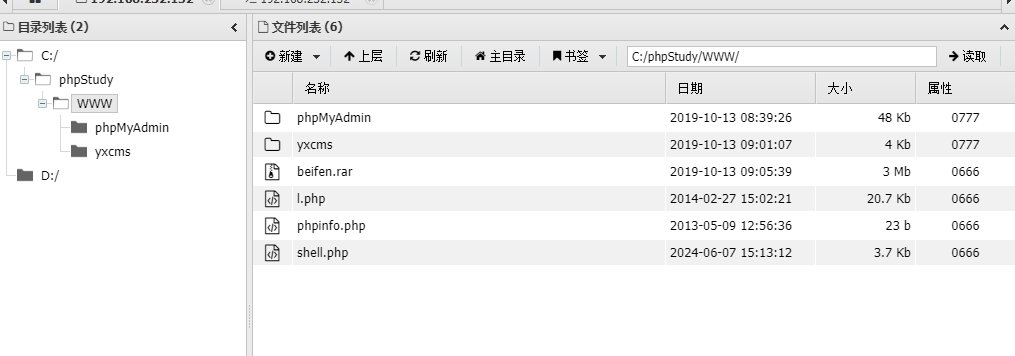 192.168.232.132 192.168.232.132
目录列表 (2)
C:/
phpStudy
WWW
phpMyAdmin
yxcms
D:/
文件列表 (6)
新建 上层 刷新 主目录 书签 C:/phpStudy/WWW/ 读取
名称 日期 大小 属性
phpMyAdmin 2019-10-13 08:39:26 48 Kb 0777
yxcms 2019-10-13 09:01:07 4 Kb 0777
beifen.rar 2019-10-13 09:05:39 3 Mb 0666
l.php 2014-02-27 15:02:21 20.7 Kb 0666
phpinfo.php 2013-05-09 12:56:36 23 b 0666
shell.php 2024-06-07 15:13:12 3.7 Kb 0666